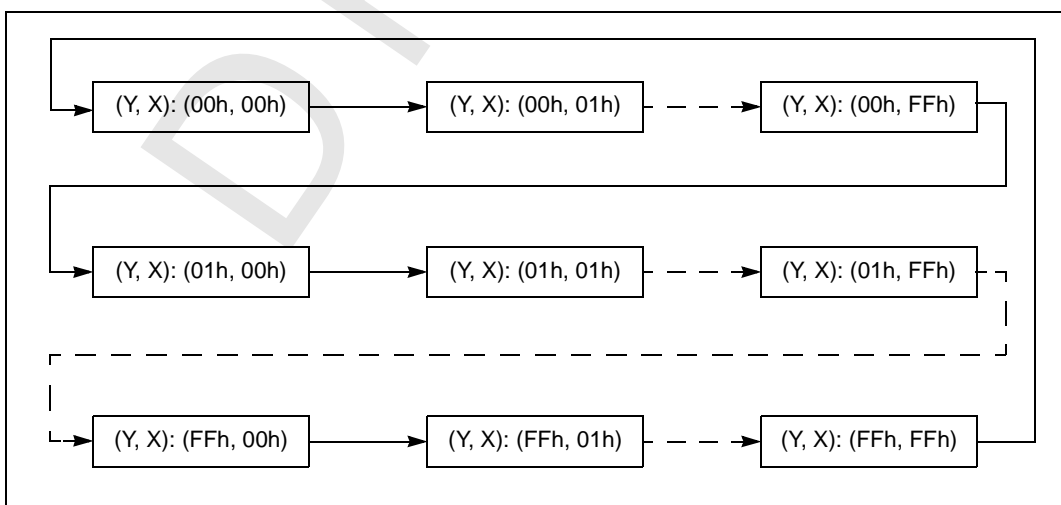 (Y, X): (00h, 00h)
(Y, X): (00h, 01h)
(Y, X): (00h, FFh)
(Y, X): (01h, 00h)
(Y, X): (01h, 01h)
(Y, X): (01h, FFh)
(Y, X): (FFh, 00h)
(Y, X): (FFh, 01h)
(Y, X): (FFh, FFh)